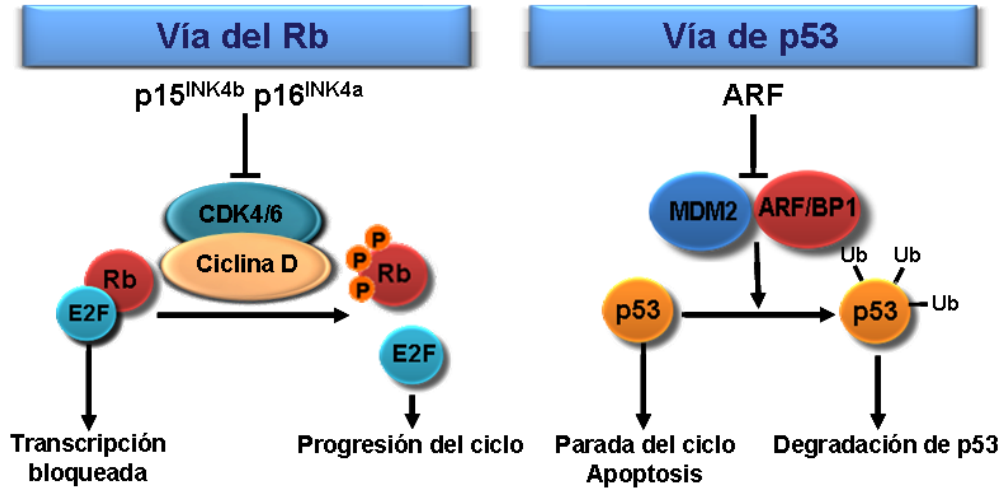 Vía del Rb
p15INK4b p16INK4a
CDK4/6
Ciclina D
Rb
E2F
P
P
P
Rb
E2F
Transcripción
bloqueada
Progresión del ciclo
Vía de p53
ARF
MDM2
ARF/BP1
p53
Ub
Ub
Ub
p53
Parada del ciclo
Apoptosis
Degradación de p53